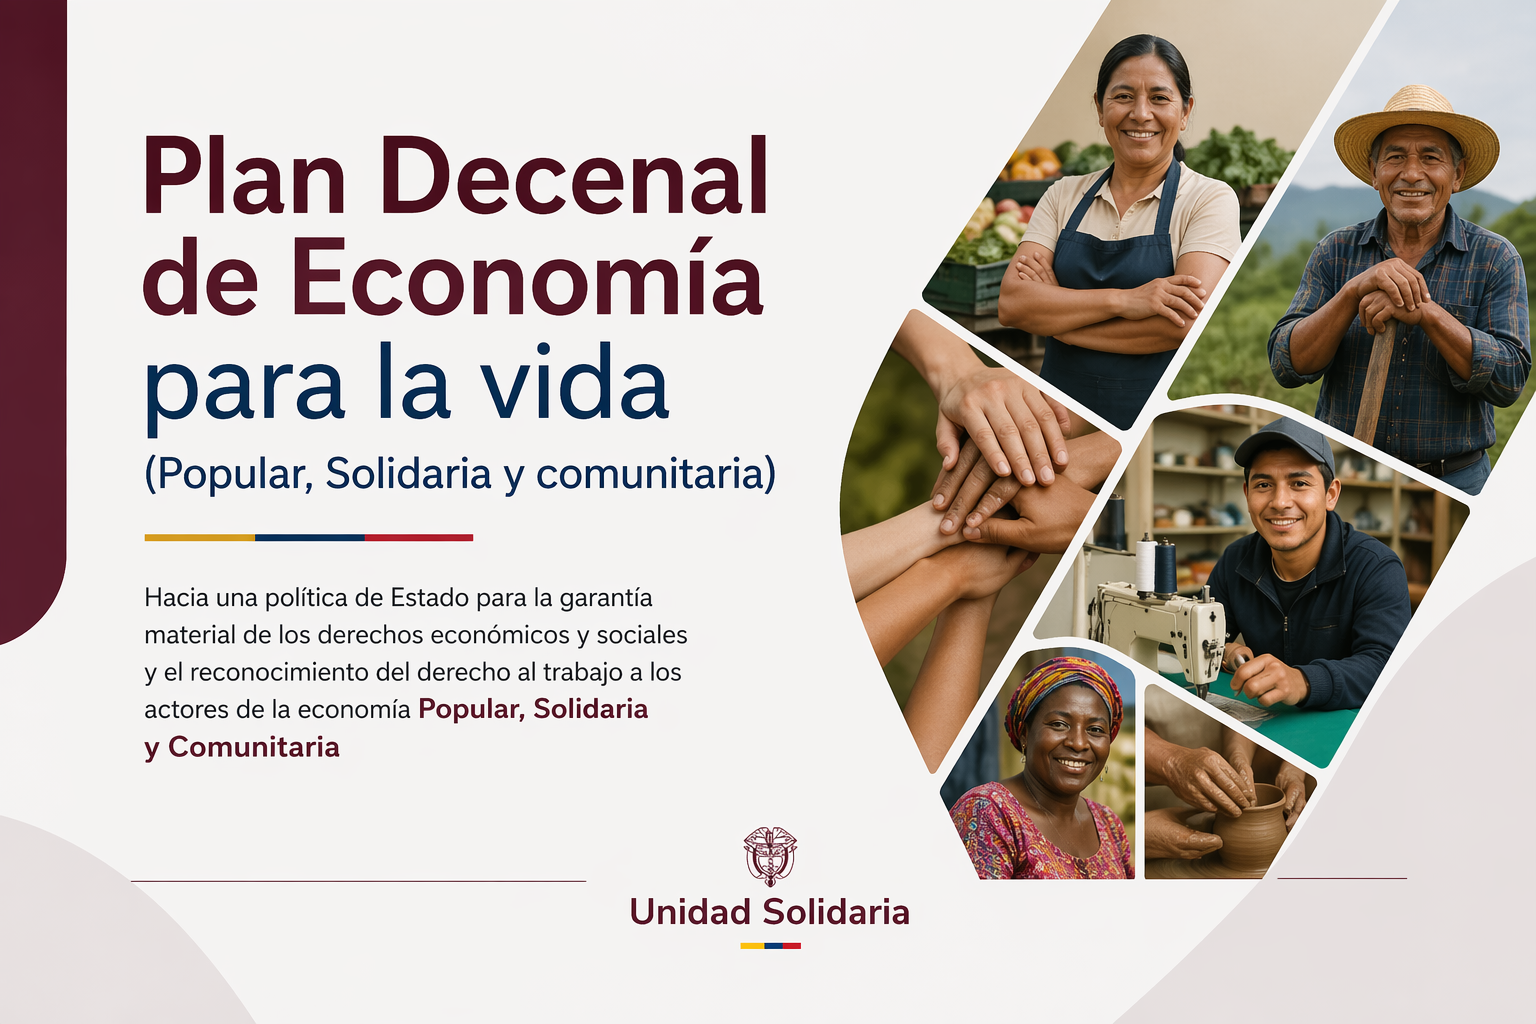 Plan Decenal
de Economía
para la vida
(Popular, Solidaria y comunitaria)
Hacia una política de Estado para la garantía
material de los derechos económicos y sociales
y el reconocimiento del derecho al trabajo a los
actores de la economía Popular, Solidaria
y Comunitaria
Unidad Solidaria